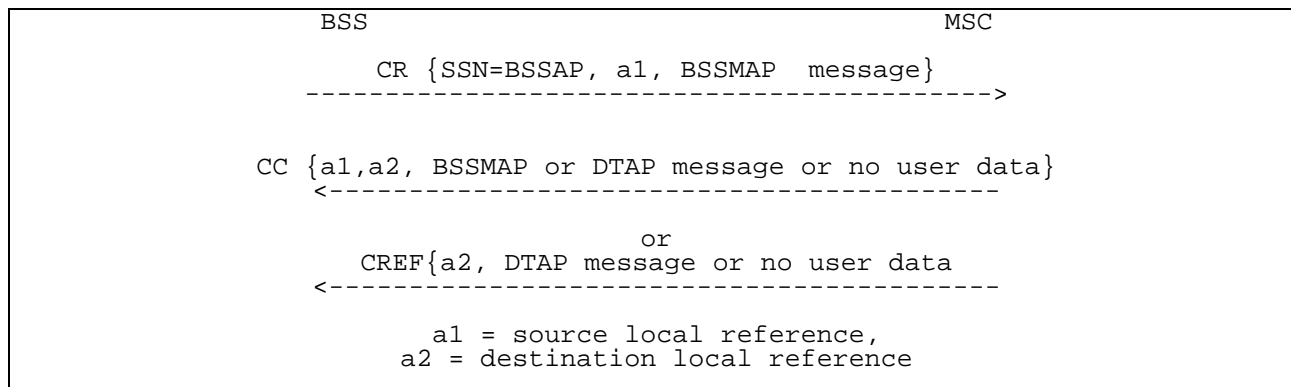 BSS MSC
CR {SSN=BSSAP, a1, BSSMAP message}
-------------------------------------------->
CC {a1,a2, BSSMAP or DTAP message or no user data}
<-------------------------------------------
or
CREF{a2, DTAP message or no user data
<-------------------------------------------
a1 = source local reference,
a2 = destination local reference